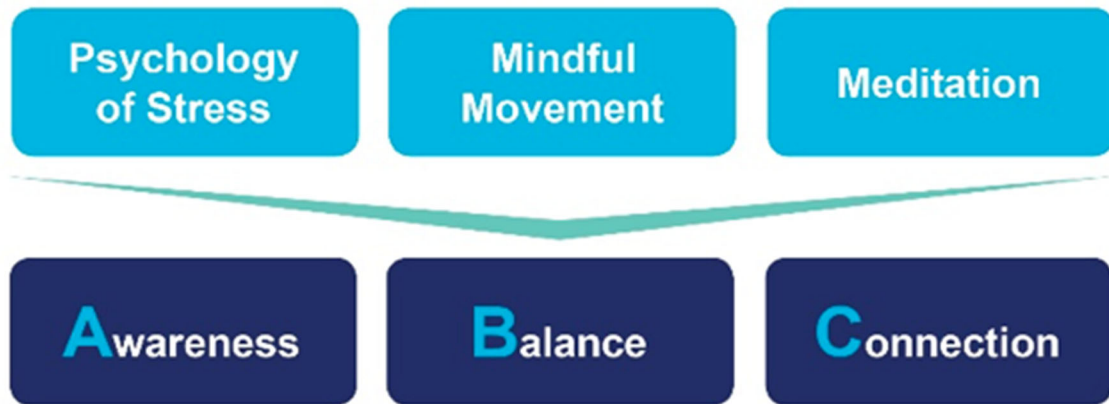 Psychology
of Stress
Mindful
Movement
Meditation
Awareness
Balance
Connection